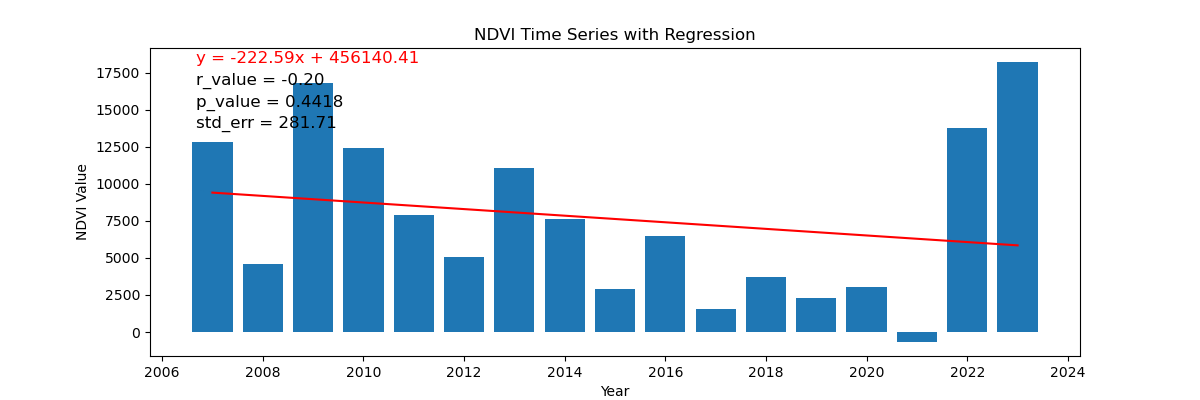 NDVI Time Series with Regression
y = -222.59x + 456140.41
r_value = -0.20
p_value = 0.4418
std_err = 281.71
NDVI Value
17500
15000
12500
10000
7500
5000
2500
0
2006 2008 2010 2012 2014 2016 2018 2020 2022 2024
Year